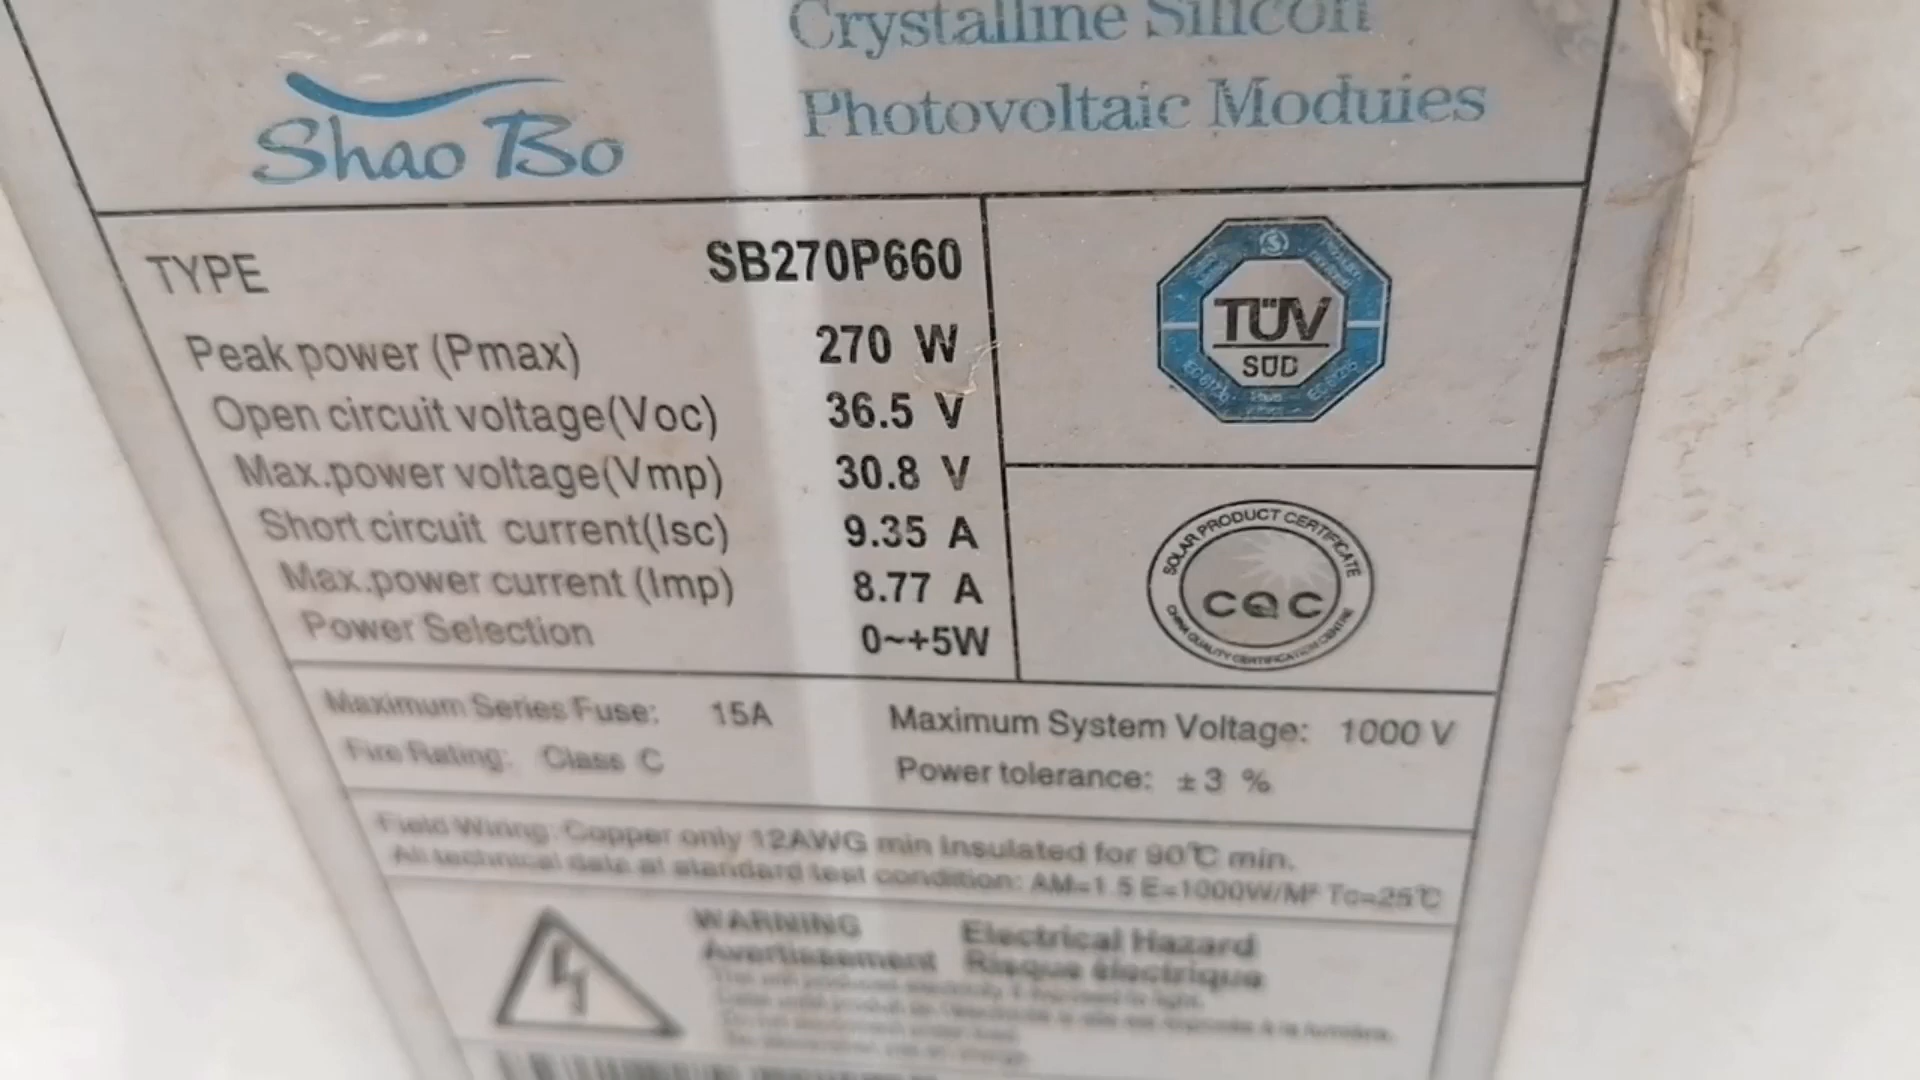 Crystalline Silicon
Photovoltaic Modules
Shao Bo
TYPE SB270P660
Peak power (Pmax) 270 W
Open circuit voltage(Voc) 36.5 V
Max.power voltage(Vmp) 30.8 V
Short circuit current(Isc) 9.35 A
Max.power current (Imp) 8.77 A
Power Selection 0~+5W
TÜV
SÜD
SOLAR PRODUCT CERTIFICATE
CQC
CHINA QUALITY CERTIFICATION CENTRE
Maximum Series Fuse: 15A Maximum System Voltage: 1000 V
Fire Rating: Class C Power tolerance: ±3 %
Field Wiring: Copper only 12AWG min Insulated for 90℃ min.
All technical data at standard test condition: AM=1.5 E=1000W/M² Tc=25℃
WARNING Electrical Hazard
Avertissement Risque électrique